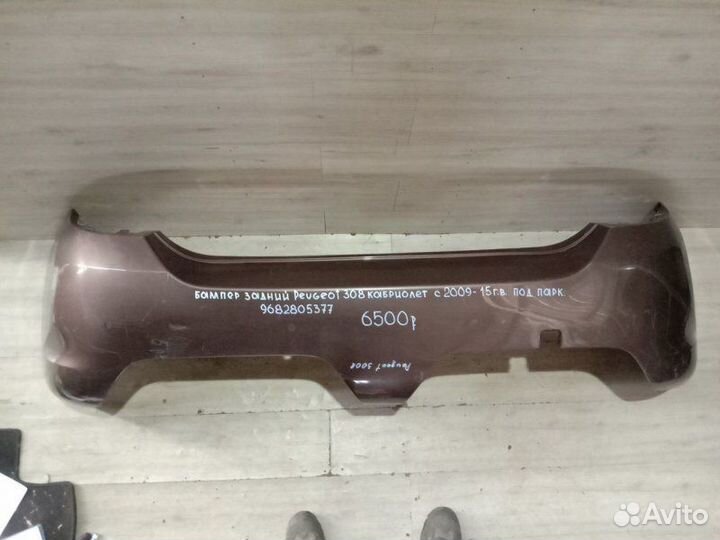 Бампер задний Peugeot 308 кабриолет с 2009-15г.в. под парк.
9682805377
6500р
Peugeot 3008
Avito